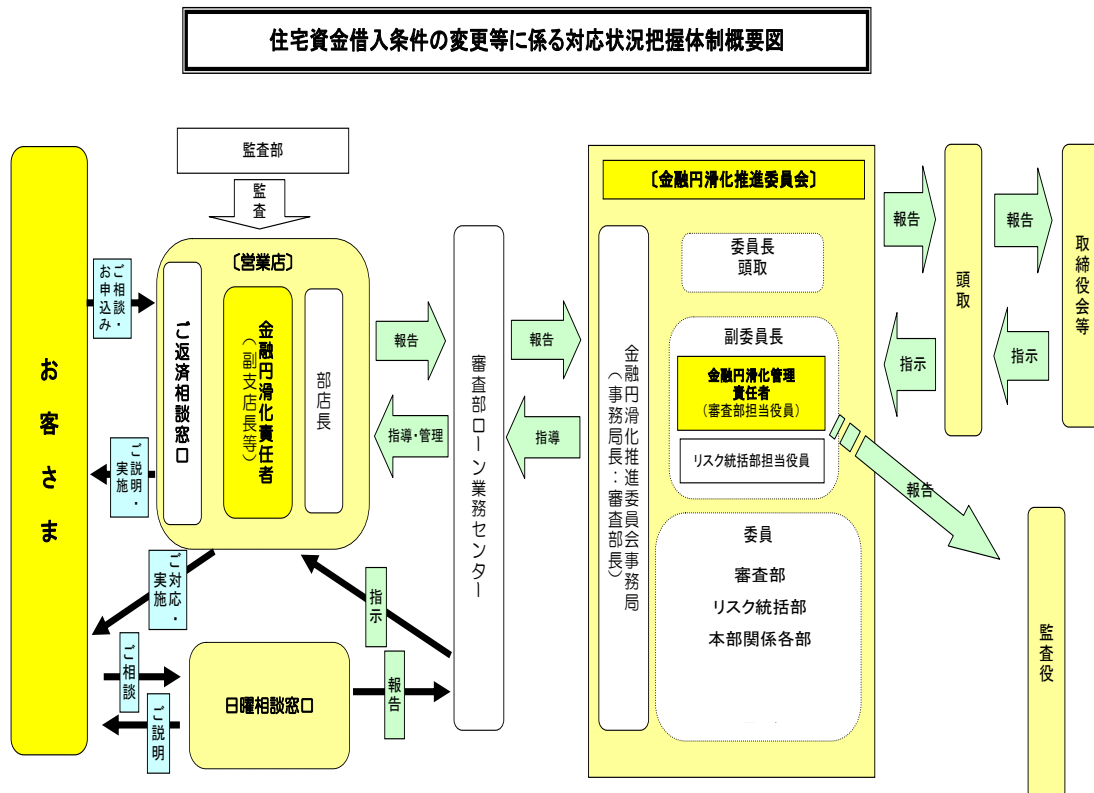 住宅資金借入条件の変更等に係る対応状況把握体制概要図
監査部
監査
お客さま
ご相談・
お申込み
ご説明・
実施
ご対応・
実施
ご相談
ご説明
〔営業店〕
ご返済相談窓口
金融円滑化責任者
（副支店長等）
部店長
日曜相談窓口
報告
指導・管理
指示
報告
審査部ローン業務センター
報告
指導
〔金融円滑化推進委員会〕
金融円滑化推進委員会事務局
（事務局長：審査部長）
委員長
頭取
副委員長
金融円滑化管理
責任者
（審査部担当役員）
リスク統括部担当役員
委員
審査部
リスク統括部
本部関係各部
報告
指示
頭取
報告
指示
取締役会等
報告
監査役